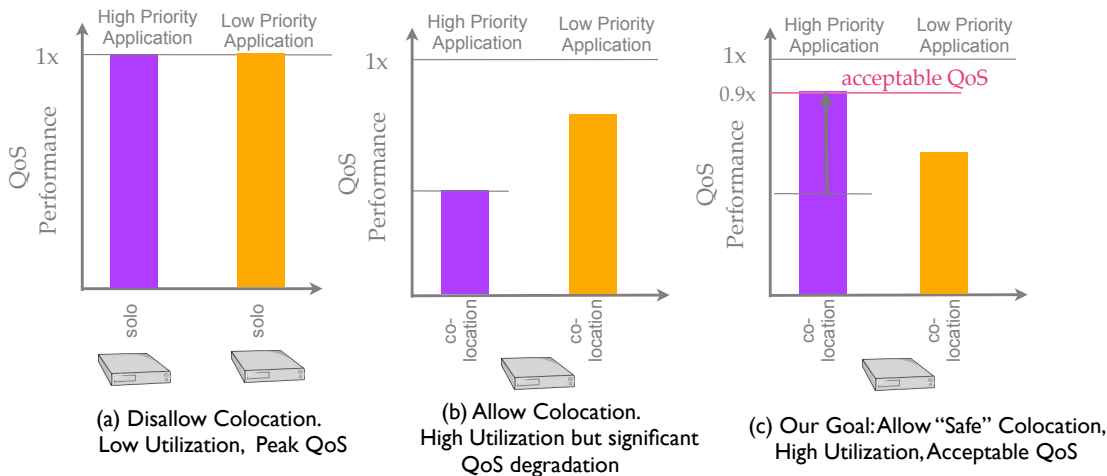 High Priority
Application
Low Priority
Application
1x
QoS
Performance
solo
solo
(a) Disallow Colocation.
Low Utilization, Peak QoS
High Priority
Application
Low Priority
Application
1x
QoS
Performance
co-
location
co-
location
(b) Allow Colocation.
High Utilization but significant
QoS degradation
High Priority
Application
Low Priority
Application
1x
acceptable QoS
0.9x
QoS
Performance
co-
location
co-
location
(c) Our Goal: Allow “Safe” Colocation,
High Utilization, Acceptable QoS